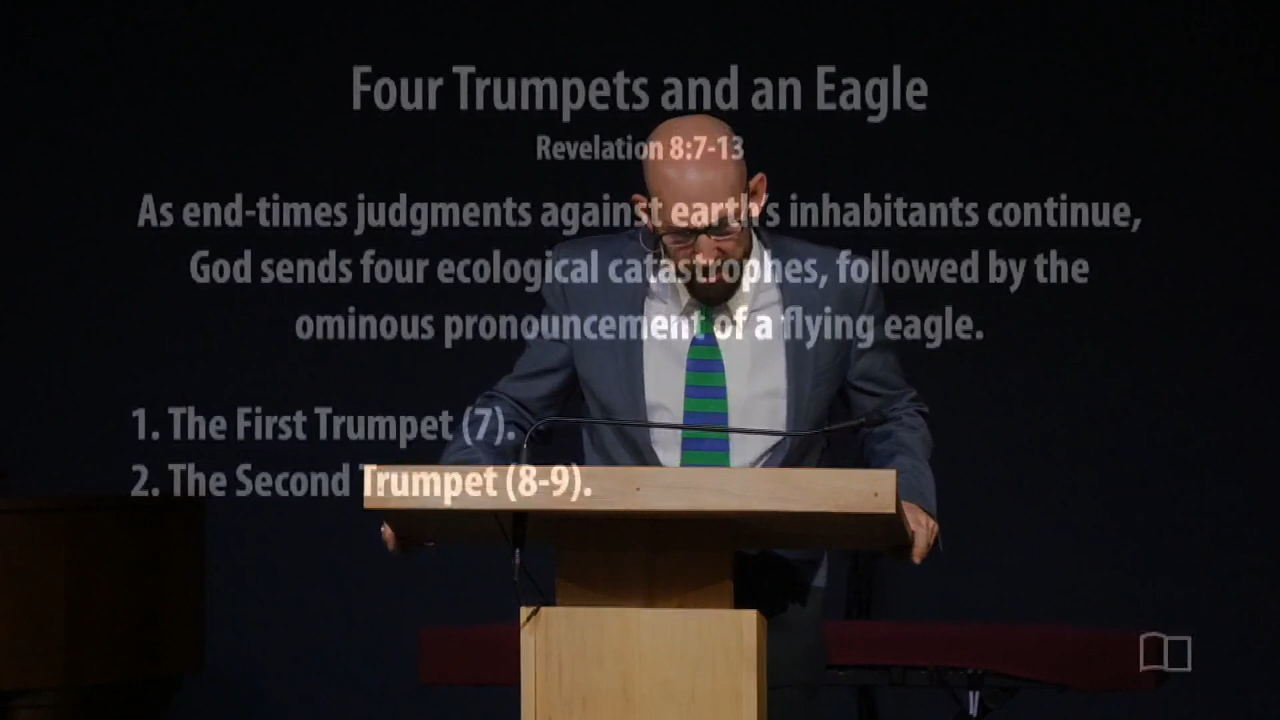 Four Trumpets and an Eagle
Revelation 8:7-13
As end-times judgments against earth's inhabitants continue,
God sends four ecological catastrophes, followed by the
ominous pronouncement of a flying eagle.
1. The First Trumpet (7).
2. The Second Trumpet (8-9).